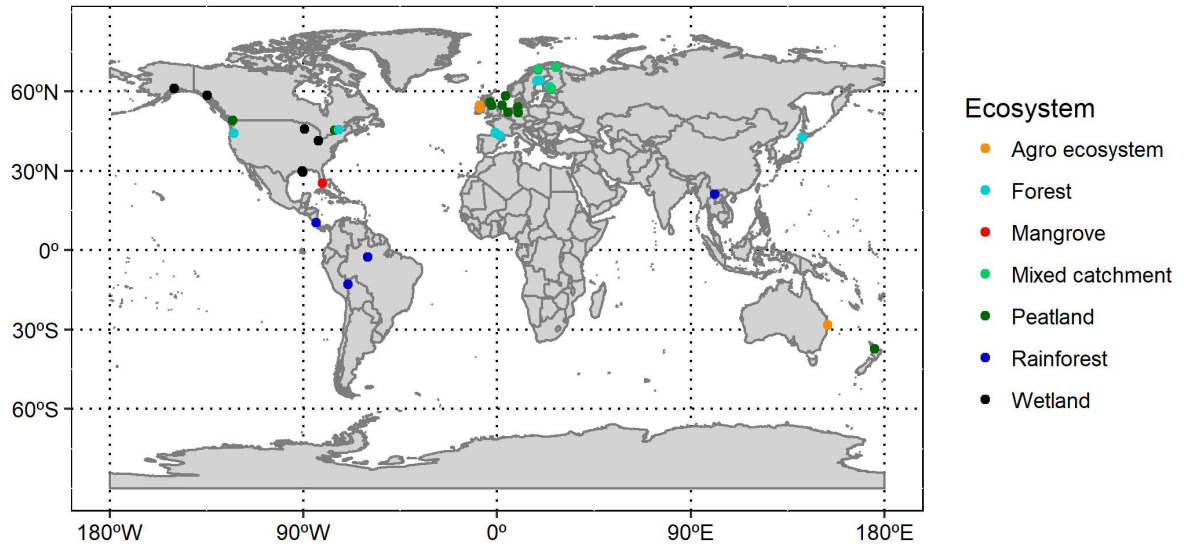 60ºN
30ºN
0º
30ºS
60ºS
180ºW
90ºW
0º
90ºE
180ºE
Ecosystem
Agro ecosystem
Forest
Mangrove
Mixed catchment
Peatland
Rainforest
Wetland